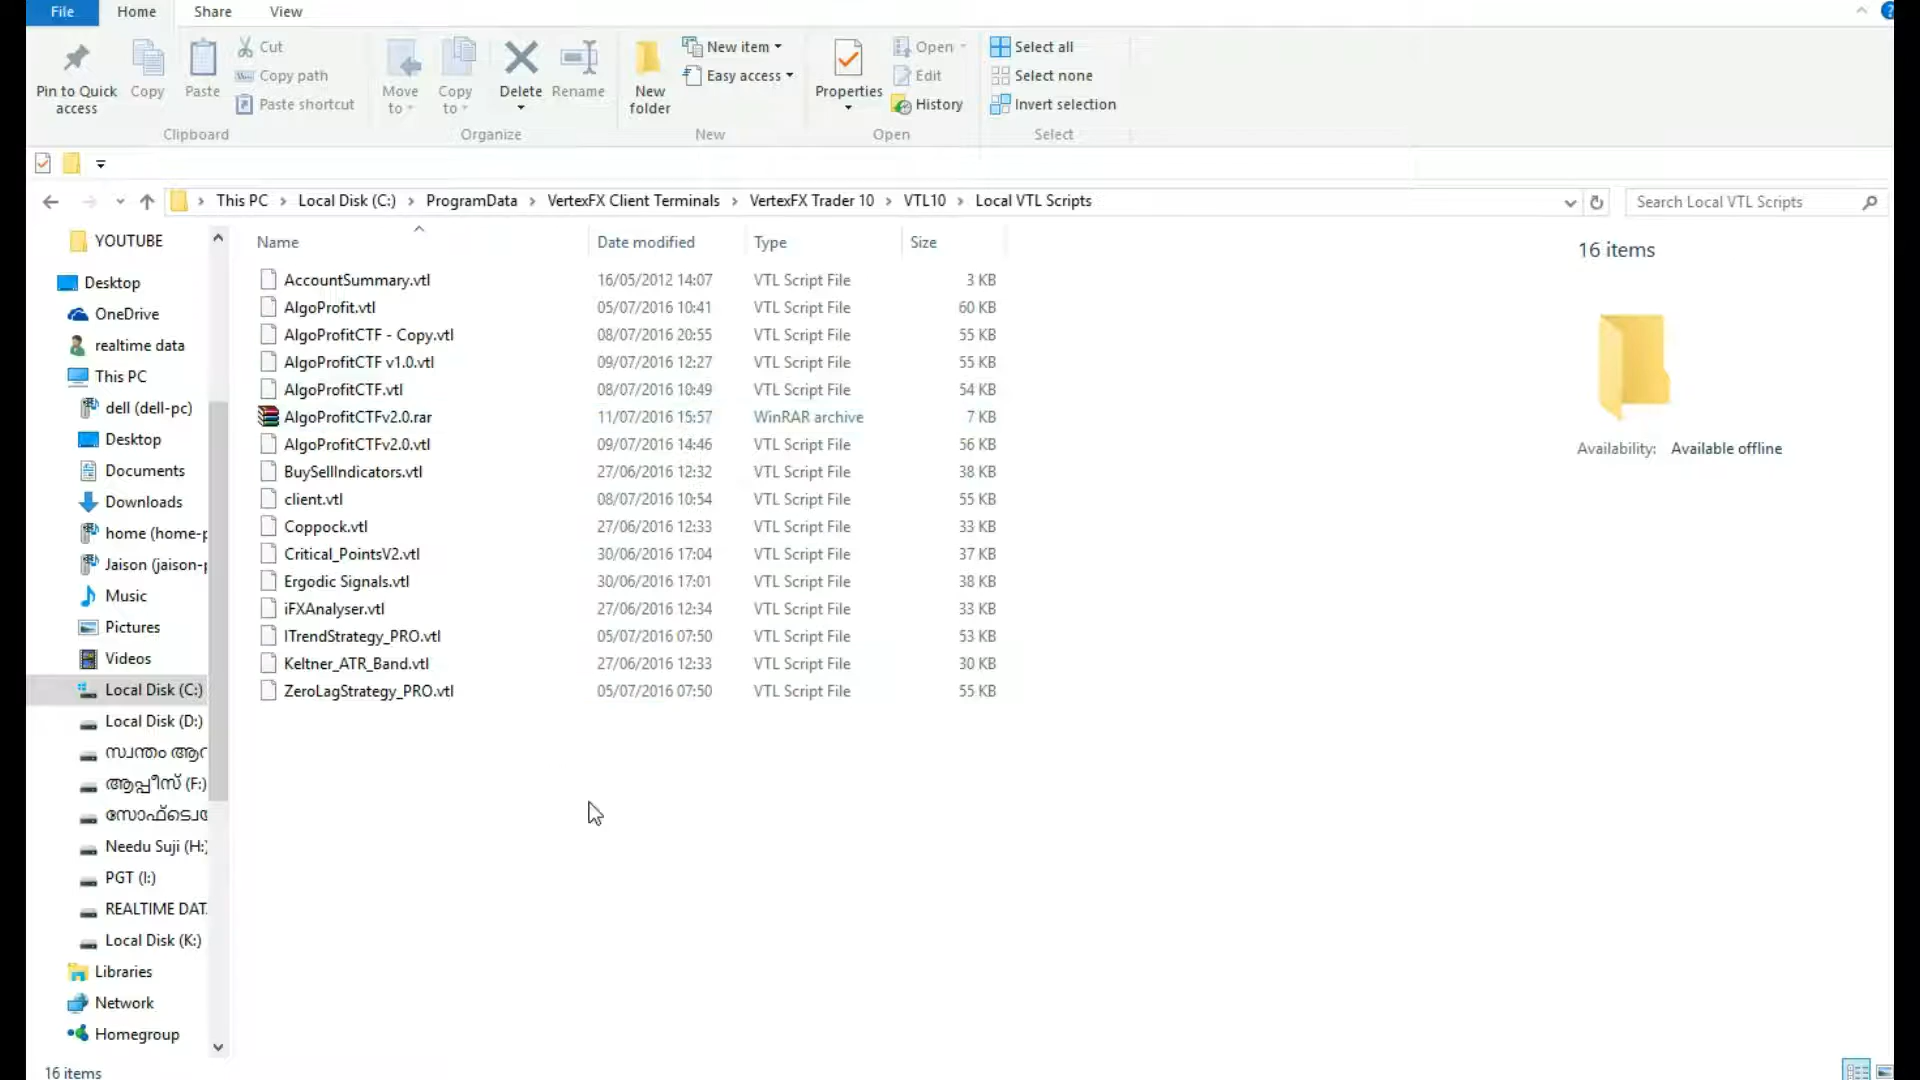 File Home Share View
Pin to Quick access
Copy
Paste
Cut
Copy path
Paste shortcut
Clipboard
Move to
Copy to
Delete
Rename
Organize
New folder
New item
Easy access
New
Properties
Open
Edit
History
Open
Select all
Select none
Invert selection
Select
This PC > Local Disk (C:) > ProgramData > VertexFX Client Terminals > VertexFX Trader 10 > VTL10 > Local VTL Scripts
Search Local VTL Scripts
YOUTUBE
Desktop
OneDrive
realtime data
This PC
dell (dell-pc)
Desktop
Documents
Downloads
home (home-p
Jaison (jaison-p
Music
Pictures
Videos
Local Disk (C:)
Local Disk (D:)
സ്വന്തം
ആപ്പീസ് (F:)
Needu Suji (H:)
PGT (I:)
REALTIME DAT
Local Disk (K:)
Libraries
Network
Homegroup
Name Date modified Type Size
AccountSummary.vtl 16/05/2012 14:07 VTL Script File 3 KB
AlgoProfit.vtl 05/07/2016 10:41 VTL Script File 60 KB
AlgoProfitCTF - Copy.vtl 08/07/2016 20:55 VTL Script File 55 KB
AlgoProfitCTF v1.0.vtl 09/07/2016 12:27 VTL Script File 55 KB
AlgoProfitCTF.vtl 08/07/2016 10:49 VTL Script File 54 KB
AlgoProfitCTFv2.0.rar 11/07/2016 15:57 WinRAR archive 7 KB
AlgoProfitCTFv2.0.vtl 09/07/2016 14:46 VTL Script File 56 KB
BuySellIndicators.vtl 27/06/2016 12:32 VTL Script File 38 KB
client.vtl 08/07/2016 10:54 VTL Script File 55 KB
Coppock.vtl 27/06/2016 12:33 VTL Script File 33 KB
Critical_PointsV2.vtl 30/06/2016 17:04 VTL Script File 37 KB
Ergodic Signals.vtl 30/06/2016 17:01 VTL Script File 38 KB
iFXAnalyser.vtl 27/06/2016 12:34 VTL Script File 33 KB
ITrendStrategy_PRO.vtl 05/07/2016 07:50 VTL Script File 53 KB
Keltner_ATR_Band.vtl 27/06/2016 12:33 VTL Script File 30 KB
ZeroLagStrategy_PRO.vtl 05/07/2016 07:50 VTL Script File 55 KB
16 items
Availability: Available offline
16 items